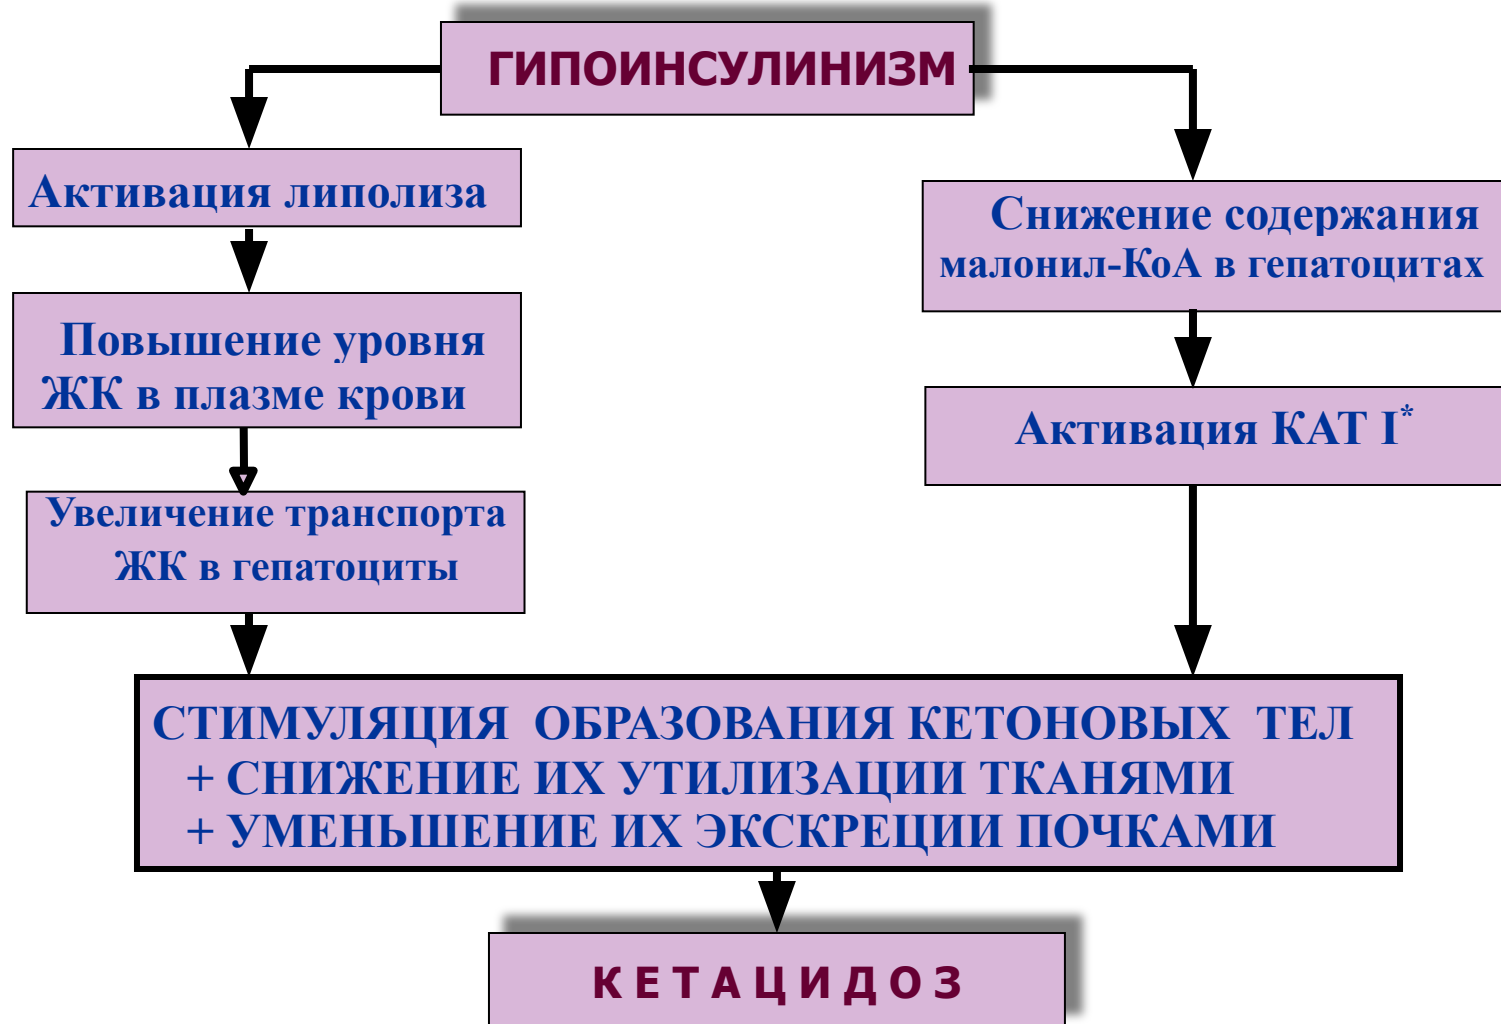 ГИПОИНСУЛИНИЗМ
Активация липолиза
Повышение уровня
ЖК в плазме крови
Увеличение транспорта
ЖК в гепатоциты
Снижение содержания
малонил-КоА в гепатоцитах
Активация КАТ I*
СТИМУЛЯЦИЯ ОБРАЗОВАНИЯ КЕТОНОВЫХ ТЕЛ
+ СНИЖЕНИЕ ИХ УТИЛИЗАЦИИ ТКАНЯМИ
+ УМЕНЬШЕНИЕ ИХ ЭКСКРЕЦИИ ПОЧКАМИ
К Е Т А Ц И Д О З